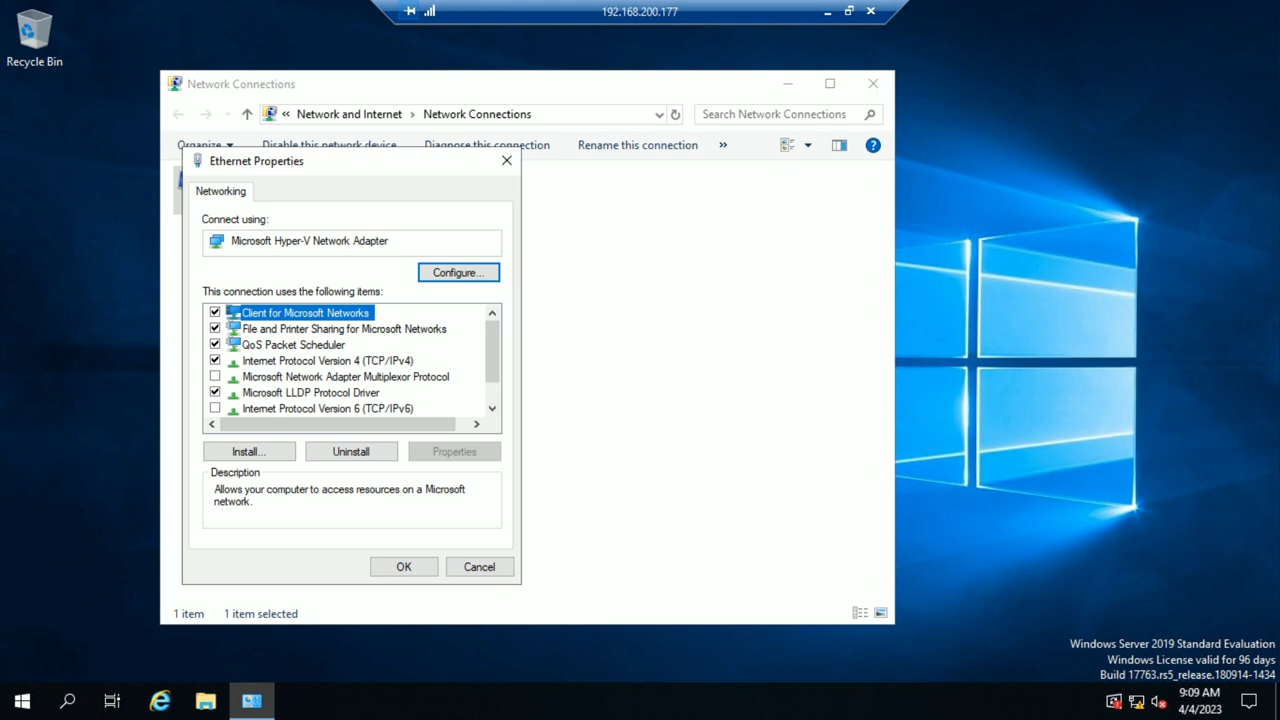 192.168.200.177
Recycle Bin
Network Connections
« Network and Internet › Network Connections
Search Network Connections
Organize
Disable this network device
Diagnose this connection
Rename this connection
»
Ethernet Properties
Networking
Connect using:
Microsoft Hyper-V Network Adapter
Configure...
This connection uses the following items:
Client for Microsoft Networks
File and Printer Sharing for Microsoft Networks
QoS Packet Scheduler
Internet Protocol Version 4 (TCP/IPv4)
Microsoft Network Adapter Multiplexor Protocol
Microsoft LLDP Protocol Driver
Internet Protocol Version 6 (TCP/IPv6)
Install...
Uninstall
Properties
Description
Allows your computer to access resources on a Microsoft
network.
OK
Cancel
1 item
1 item selected
Windows Server 2019 Standard Evaluation
Windows License valid for 96 days
Build 17763.rs5_release.180914-1434
9:09 AM
4/4/2023